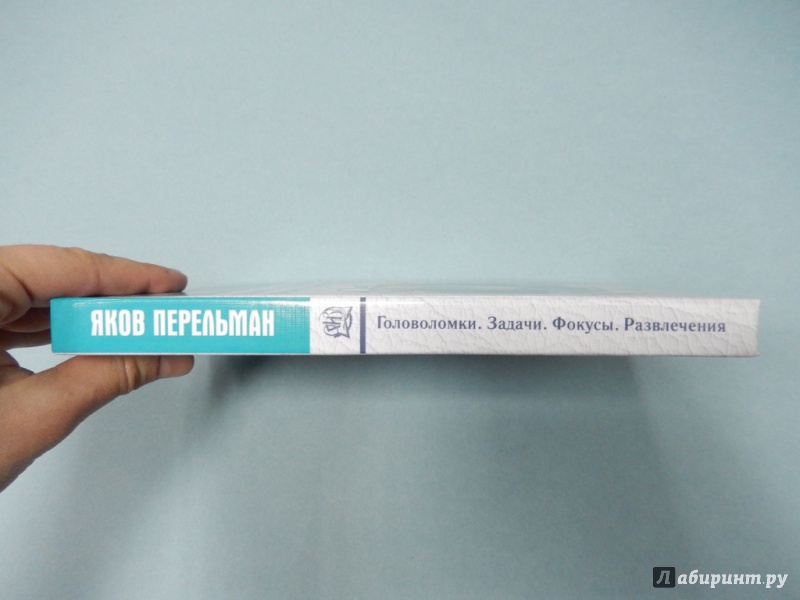 ЯКОВ ПЕРЕЛЬМАН
Головоломки. Задачи. Фокусы. Развлечения
Лабиринт.ру